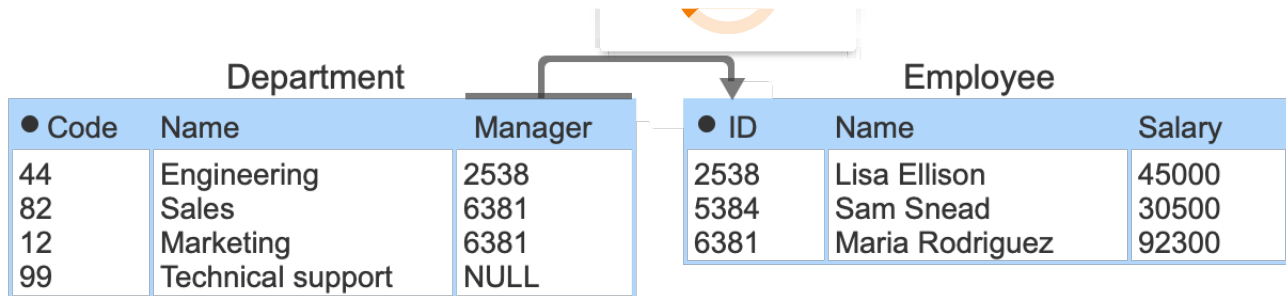 Department
Employee
Code Name Manager
44 Engineering 2538
82 Sales 6381
12 Marketing 6381
99 Technical support NULL
ID Name Salary
2538 Lisa Ellison 45000
5384 Sam Snead 30500
6381 Maria Rodriguez 92300